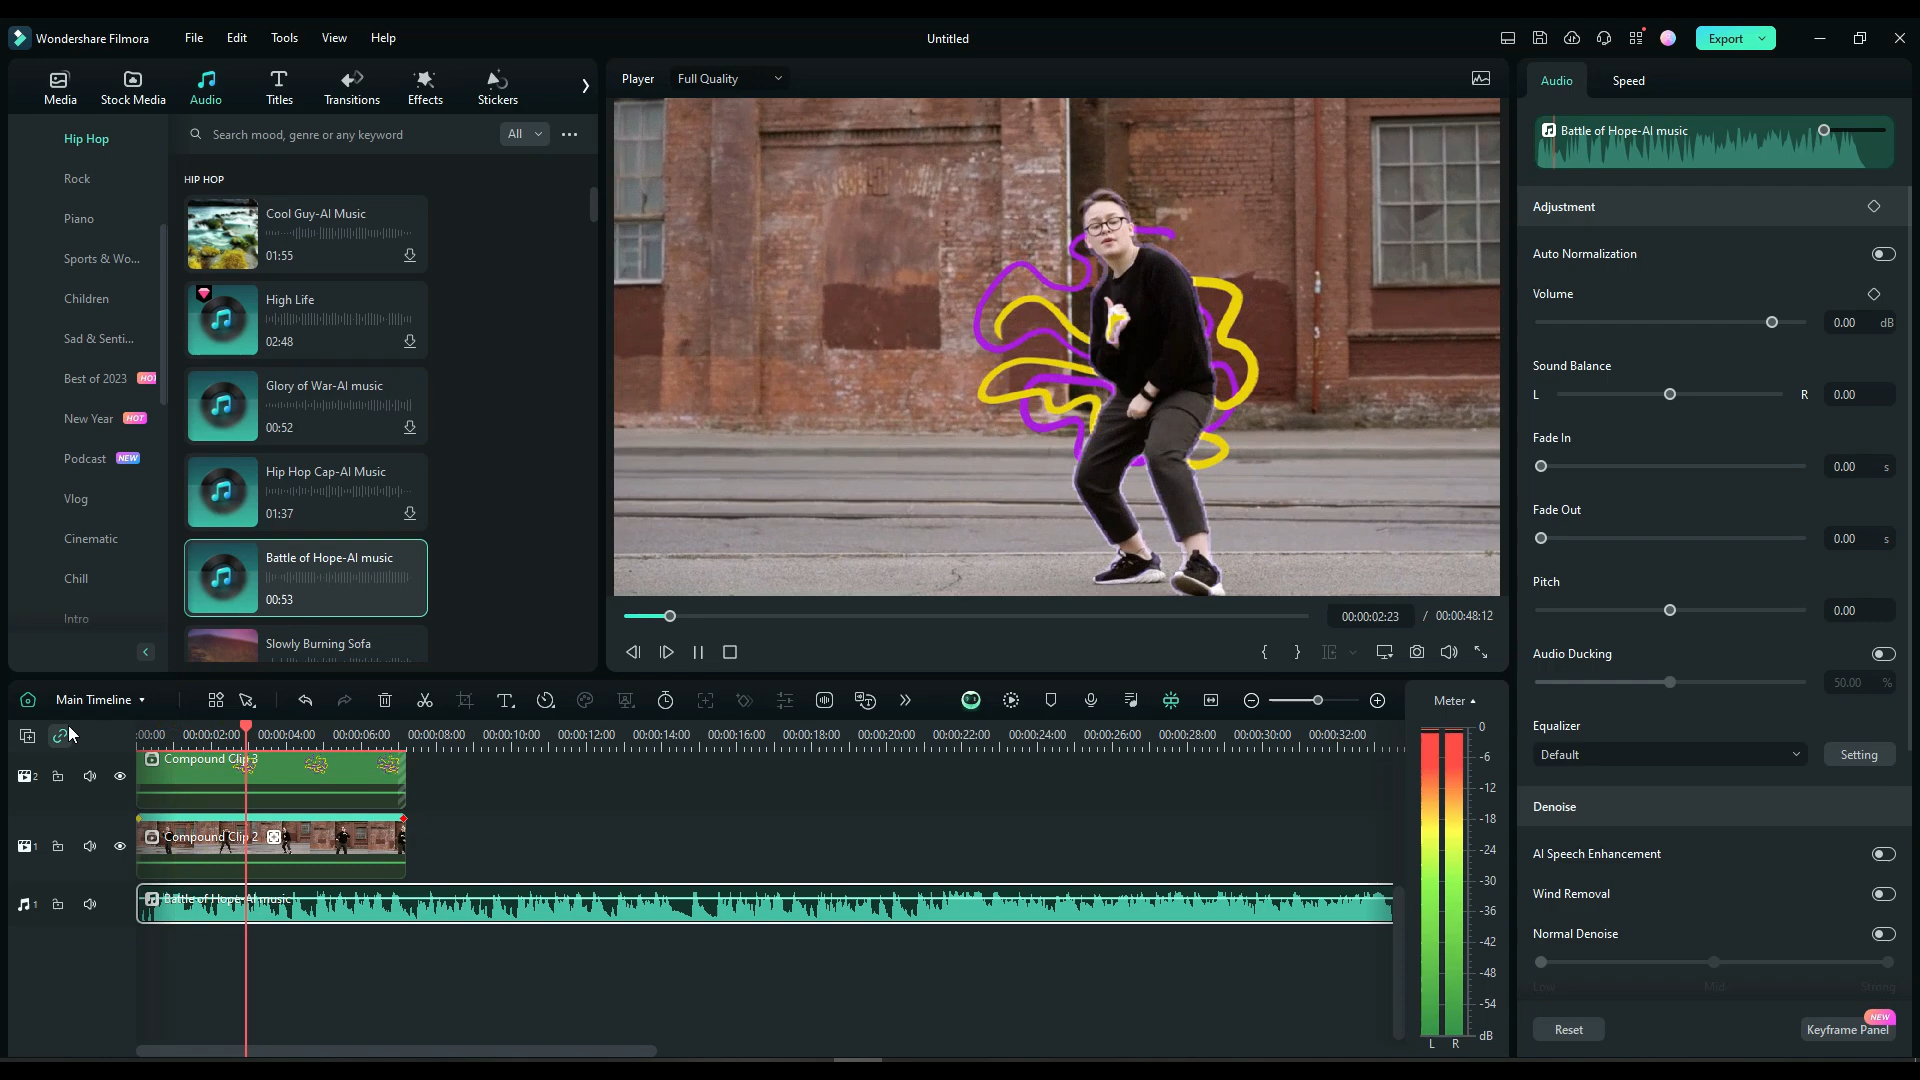 Wondershare Filmora
File Edit Tools View Help
Untitled
Export
Media Stock Media Audio Titles Transitions Effects Stickers
Player Full Quality
Audio Speed
Hip Hop
Rock
Piano
Sports & Wo...
Children
Sad & Senti...
Best of 2023 HOT
New Year HOT
Podcast NEW
Vlog
Cinematic
Chill
Intro
Search mood, genre or any keyword All
HIP HOP
Cool Guy-AI Music
01:55
High Life
02:48
Glory of War-AI music
00:52
Hip Hop Cap-AI Music
01:37
Battle of Hope-AI music
00:53
Slowly Burning Sofa
00:00:02:23 / 00:00:48:12
Battle of Hope-AI music
Adjustment
Auto Normalization
Volume
0.00 dB
Sound Balance
L R 0.00
Fade In
0.00 s
Fade Out
0.00 s
Pitch
0.00
Audio Ducking
50.00 %
Equalizer
Default Setting
Denoise
AI Speech Enhancement
Wind Removal
Normal Denoise
Low Mid Strong
Reset NEW Keyframe Panel
Main Timeline
Meter
:00:00 00:00:02:00 00:00:04:00 00:00:06:00 00:00:08:00 00:00:10:00 00:00:12:00 00:00:14:00 00:00:16:00 00:00:18:00 00:00:20:00 00:00:22:00 00:00:24:00 00:00:26:00 00:00:28:00 00:00:30:00 00:00:32:00
2 Compound Clip 3
1 Compound Clip 2
1 Battle of Hope-AI music
0
-6
-12
-18
-24
-30
-36
-42
-48
-54
dB
L R